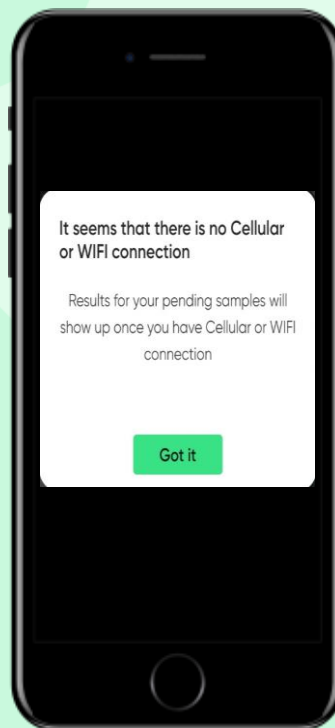 It seems that there is no Cellular
or WIFI connection
Results for your pending samples will
show up once you have Cellular or WIFI
connection
Got it